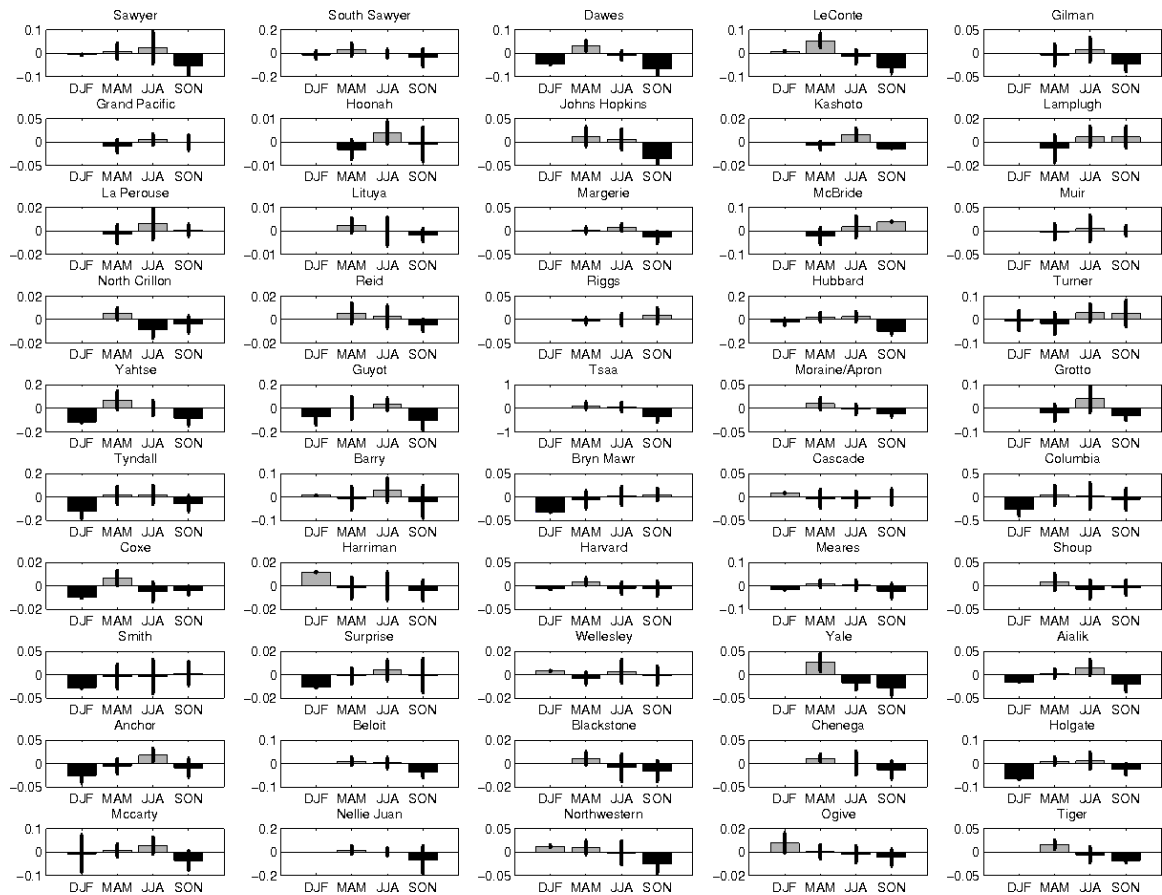 Sawyer South Sawyer Dawes LeConte Gilman
0.1 0.2 0.1 0.1 0.05
0 0 0 0 0
−0.1 −0.2 −0.1 −0.1 −0.05
DJF MAM JJA SON DJF MAM JJA SON DJF MAM JJA SON DJF MAM JJA SON DJF MAM JJA SON
Grand Pacific Hoonah Johns Hopkins Kashoto Lamplugh
0.05 0.01 0.05 0.02 0.02
0 0 0 0 0
−0.05 −0.01 −0.05 −0.02 −0.02
DJF MAM JJA SON DJF MAM JJA SON DJF MAM JJA SON DJF MAM JJA SON DJF MAM JJA SON
La Perouse Lituya Margerie McBride Muir
0.02 0.01 0.05 0.1 0.05
0 0 0 0 0
−0.02 −0.01 −0.05 −0.1 −0.05
DJF MAM JJA SON DJF MAM JJA SON DJF MAM JJA SON DJF MAM JJA SON DJF MAM JJA SON
North Crillon Reid Riggs Hubbard Turner
0.02 0.02 0.05 0.2 0.1
0 0 0 0 0
−0.02 −0.02 −0.05 −0.2 −0.1
DJF MAM JJA SON DJF MAM JJA SON DJF MAM JJA SON DJF MAM JJA SON DJF MAM JJA SON
Yahtse Guyot Tsaa Moraine/Apron Grotto
0.2 0.2 1 0.05 0.1
0 0 0 0 0
−0.2 −0.2 −1 −0.05 −0.1
DJF MAM JJA SON DJF MAM JJA SON DJF MAM JJA SON DJF MAM JJA SON DJF MAM JJA SON
Tyndall Barry Bryn Mawr Cascade Columbia
0.2 0.1 0.05 0.05 0.5
0 0 0 0 0
−0.2 −0.1 −0.05 −0.05 −0.5
DJF MAM JJA SON DJF MAM JJA SON DJF MAM JJA SON DJF MAM JJA SON DJF MAM JJA SON
Coxe Harriman Harvard Meares Shoup
0.02 0.02 0.05 0.1 0.05
0 0 0 0 0
−0.02 −0.02 −0.05 −0.1 −0.05
DJF MAM JJA SON DJF MAM JJA SON DJF MAM JJA SON DJF MAM JJA SON DJF MAM JJA SON
Smith Surprise Wellesley Yale Aialik
0.05 0.02 0.02 0.05 0.05
0 0 0 0 0
−0.05 −0.02 −0.02 −0.05 −0.05
DJF MAM JJA SON DJF MAM JJA SON DJF MAM JJA SON DJF MAM JJA SON DJF MAM JJA SON
Anchor Beloit Blackstone Chenega Holgate
0.05 0.1 0.02 0.1 0.1
0 0 0 0 0
−0.05 −0.1 −0.02 −0.1 −0.1
DJF MAM JJA SON DJF MAM JJA SON DJF MAM JJA SON DJF MAM JJA SON DJF MAM JJA SON
Mccarty Nellie Juan Northwestern Ogive Tiger
0.1 0.2 0.05 0.02 0.05
0 0 0 0 0
−0.1 −0.2 −0.05 −0.02 −0.05
DJF MAM JJA SON DJF MAM JJA SON DJF MAM JJA SON DJF MAM JJA SON DJF MAM JJA SON